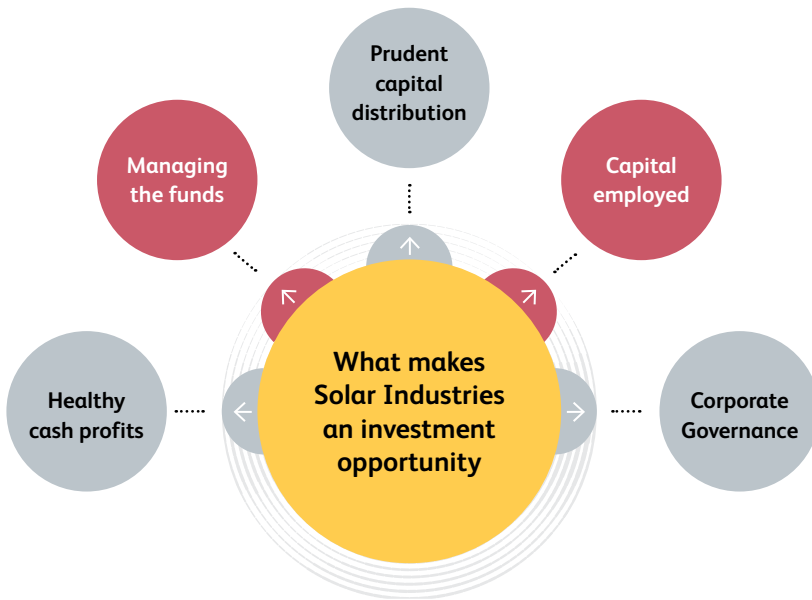 Prudent
capital
distribution
Managing
the funds
Capital
employed
Healthy
cash profits
What makes
Solar Industries
an investment
opportunity
Corporate
Governance